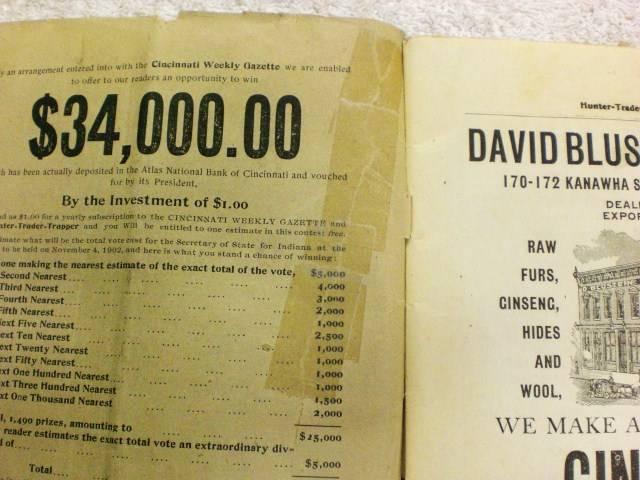 y an arrangement entered into with the Cincinnati Weekly Gazette we are enabled
to offer to our readers an opportunity to win
$34,000.00
h has been actually deposited in the Atlas National Bank of Cincinnati and vouched
for by its President,
By the Investment of $1.00
d us $1.00 for a yearly subscription to the CINCINNATI WEEKLY GAZETTE and
ter-Trader-Trapper and you will be entitled to one estimate in this contest free.
imate what will be the total vote cast for the Secretary of State for Indiana at the
to be held on November 4, 1902, and here is what you stand a chance of winning:
one making the nearest estimate of the exact total of the vote, $5,000
Second Nearest 4,000
Third Nearest 3,000
Fourth Nearest 2,000
Fifth Nearest 1,000
ext Five Nearest 2,500
ext Ten Nearest 1,000
ext Twenty Nearest 1,000
ext Fifty Nearest 1,000
ext One Hundred Nearest 1,000
xt Three Hundred Nearest 1,500
xt One Thousand Nearest 2,000
l, 1,490 prizes, amounting to $25,000
reader estimates the exact total vote an extraordinary div-
of $5,000
Total
Hunter-Trade
DAVID BLUS
170-172 KANAWHA S
DEAL
EXPOR
RAW
FURS,
GINSENG,
HIDES
AND
WOOL,
WE MAKE A
GIN